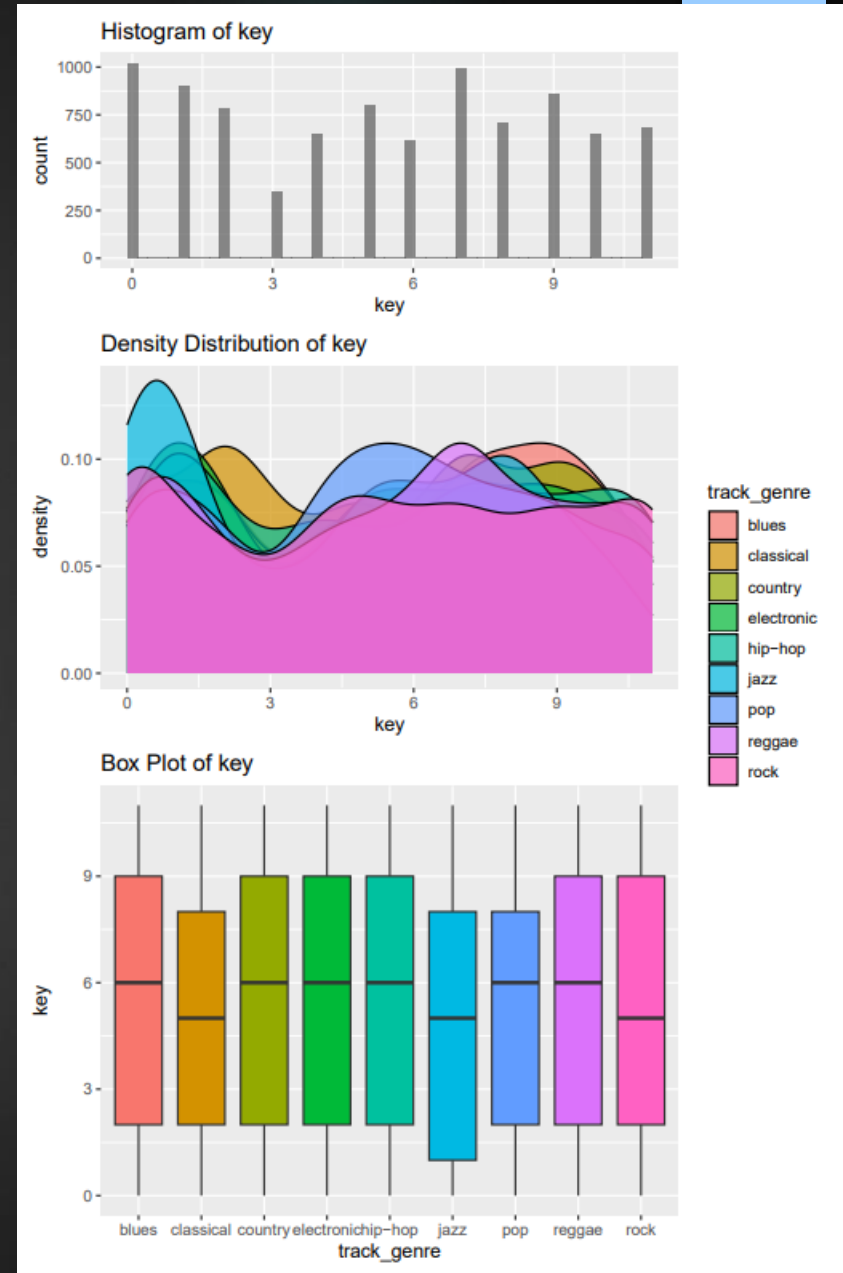 Histogram of key
1000
750
500
250
0
count
0 3 6 9
key
Density Distribution of key
0.10
0.05
0.00
density
0 3 6 9
key
track_genre
blues
classical
country
electronic
hip-hop
jazz
pop
reggae
rock
Box Plot of key
9
6
3
0
key
blues classical country electronic hip-hop jazz pop reggae rock
track_genre